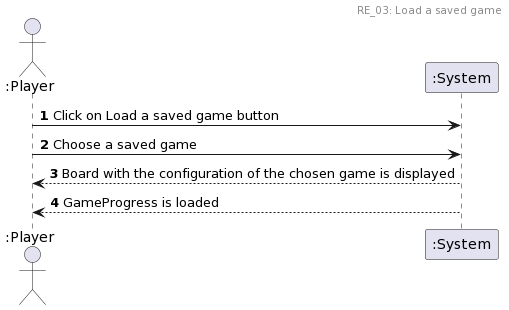 RE_03: Load a saved game
:Player
:System
1 Click on Load a saved game button
2 Choose a saved game
3 Board with the configuration of the chosen game is displayed
4 GameProgress is loaded
:Player
:System